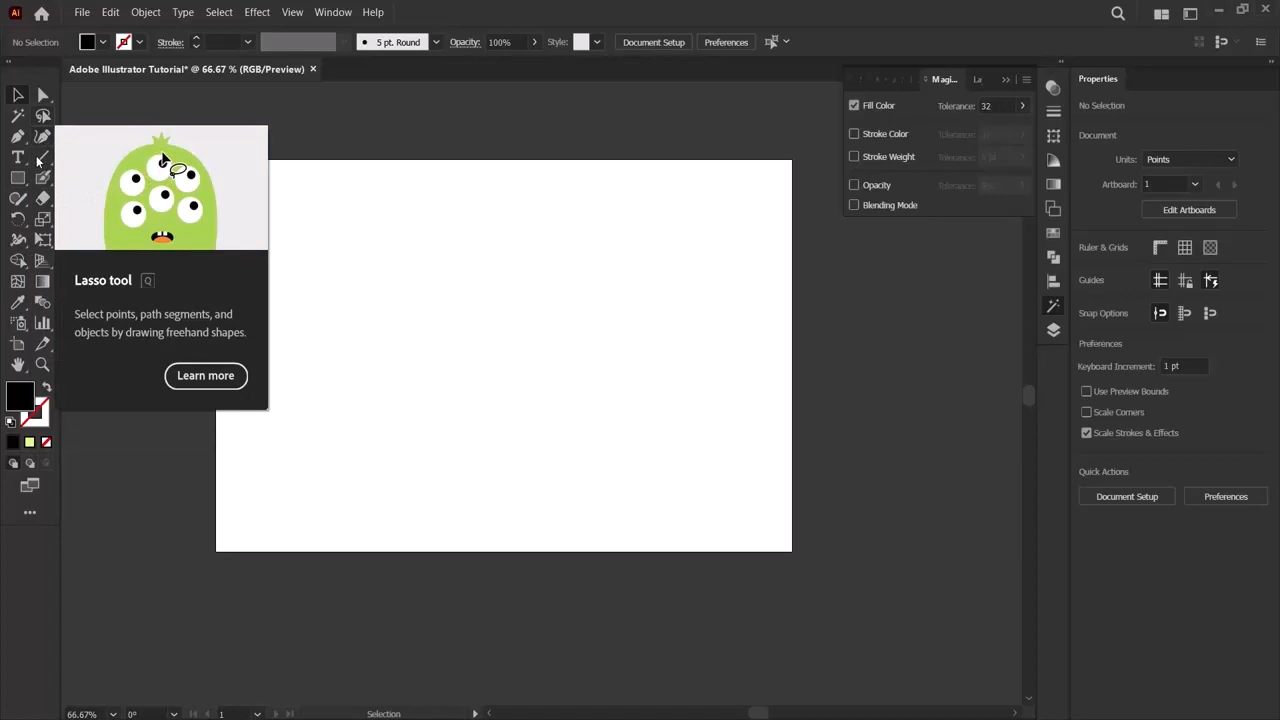 Ai File Edit Object Type Select Effect View Window Help
No Selection Stroke: 5 pt. Round Opacity: 100% Style: Document Setup Preferences
Adobe Illustrator Tutorial* @ 66.67 % (RGB/Preview) ×
Magi... La
Fill Color Tolerance: 32
Stroke Color
Stroke Weight
Opacity
Blending Mode
Properties
No Selection
Document
Units: Points
Artboard: 1
Edit Artboards
Ruler & Grids
Guides
Snap Options
Preferences
Keyboard Increment: 1 pt
Use Preview Bounds
Scale Corners
Scale Strokes & Effects
Quick Actions
Document Setup Preferences
Lasso tool Q
Select points, path segments, and
objects by drawing freehand shapes.
Learn more
66.67% 0° 1 Selection